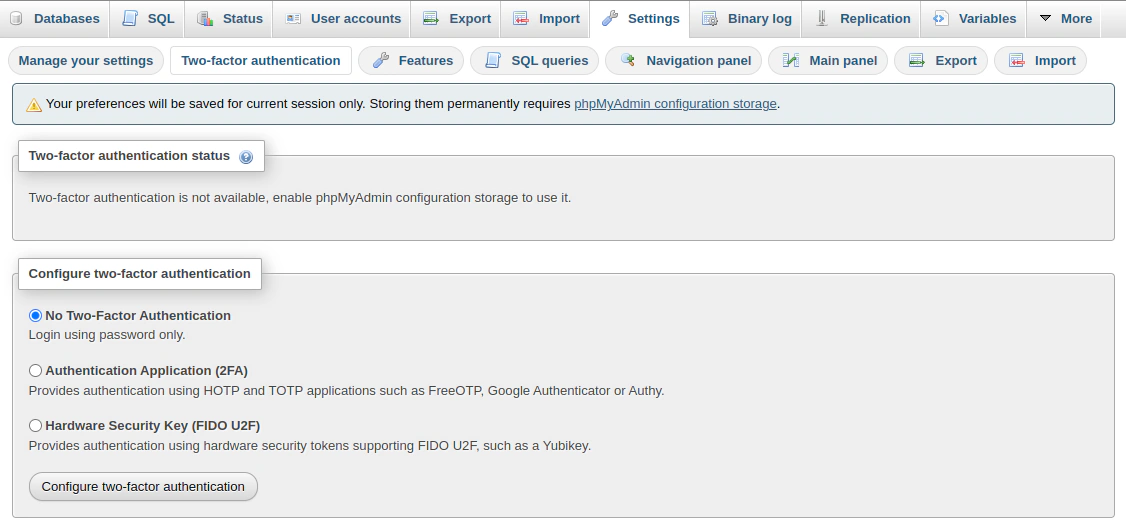 Databases SQL Status User accounts Export Import Settings Binary log Replication Variables More
Manage your settings Two-factor authentication Features SQL queries Navigation panel Main panel Export Import
Your preferences will be saved for current session only. Storing them permanently requires phpMyAdmin configuration storage.
Two-factor authentication status
Two-factor authentication is not available, enable phpMyAdmin configuration storage to use it.
Configure two-factor authentication
No Two-Factor Authentication
Login using password only.
Authentication Application (2FA)
Provides authentication using HOTP and TOTP applications such as FreeOTP, Google Authenticator or Authy.
Hardware Security Key (FIDO U2F)
Provides authentication using hardware security tokens supporting FIDO U2F, such as a Yubikey.
Configure two-factor authentication